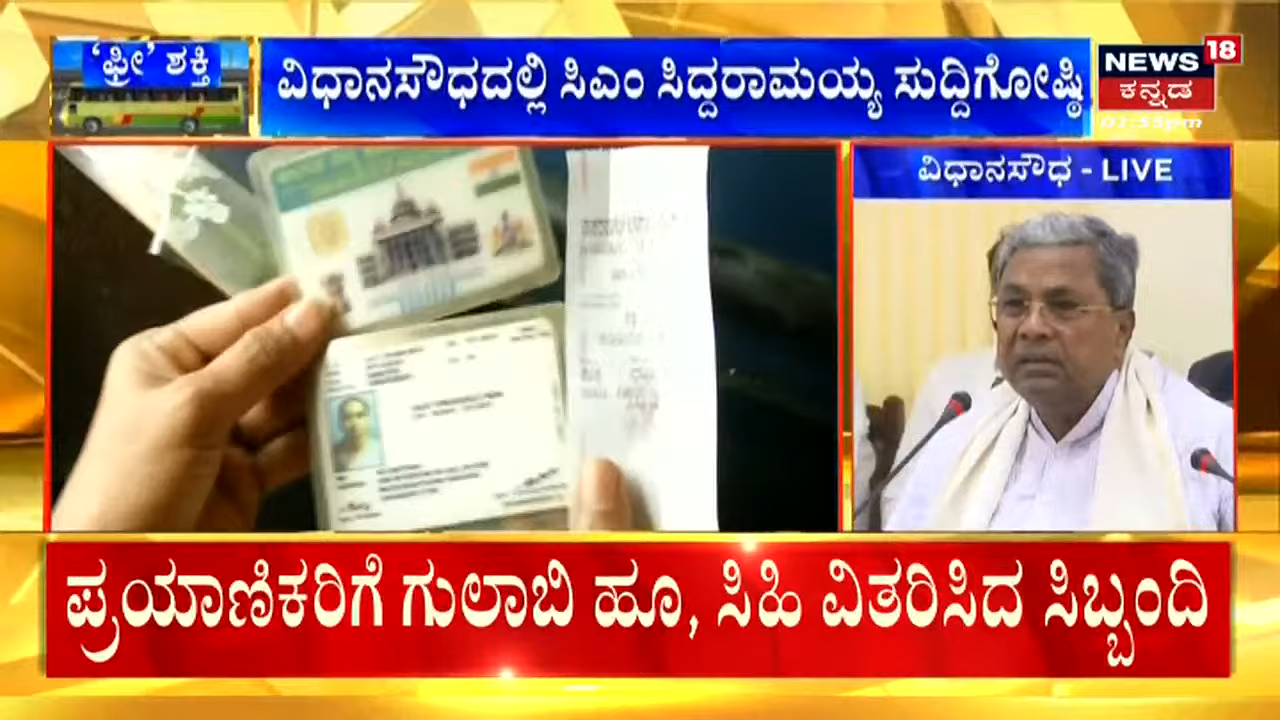 ‘ಫ್ರೀ’ ಶಕ್ತಿ
ವಿಧಾನಸೌಧದಲ್ಲಿ ಸಿಎಂ ಸಿದ್ದರಾಮಯ್ಯ ಸುದ್ದಿಗೋಷ್ಠಿ
NEWS 18
ಕನ್ನಡ
ವಿಧಾನಸೌಧ - LIVE
ಪ್ರಯಾಣಿಕರಿಗೆ ಗುಲಾಬಿ ಹೂ, ಸಿಹಿ ವಿತರಿಸಿದ ಸಿಬ್ಬಂದಿ